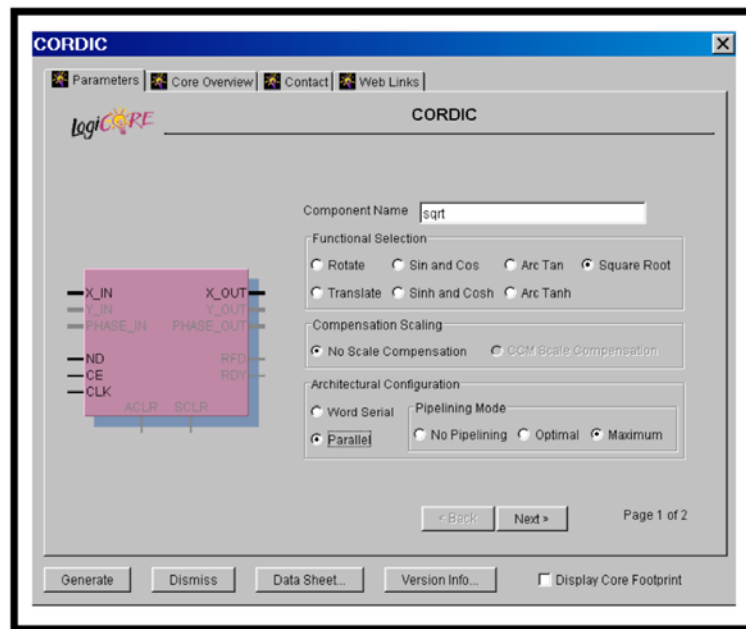 CORDIC
Parameters Core Overview Contact Web Links
LogiCORE
CORDIC
Component Name sqrt
Functional Selection
Rotate Sin and Cos Arc Tan Square Root
Translate Sinh and Cosh Arc Tanh
Compensation Scaling
No Scale Compensation CCM Scale Compensation
Architectural Configuration
Word Serial
Parallel
Pipelining Mode
No Pipelining Optimal Maximum
X_IN X_OUT
Y_IN Y_OUT
PHASE_IN PHASE_OUT
ND RFD
CE RDY
CLK
ACLR SCLR
< Back Next > Page 1 of 2
Generate Dismiss Data Sheet... Version Info... Display Core Footprint